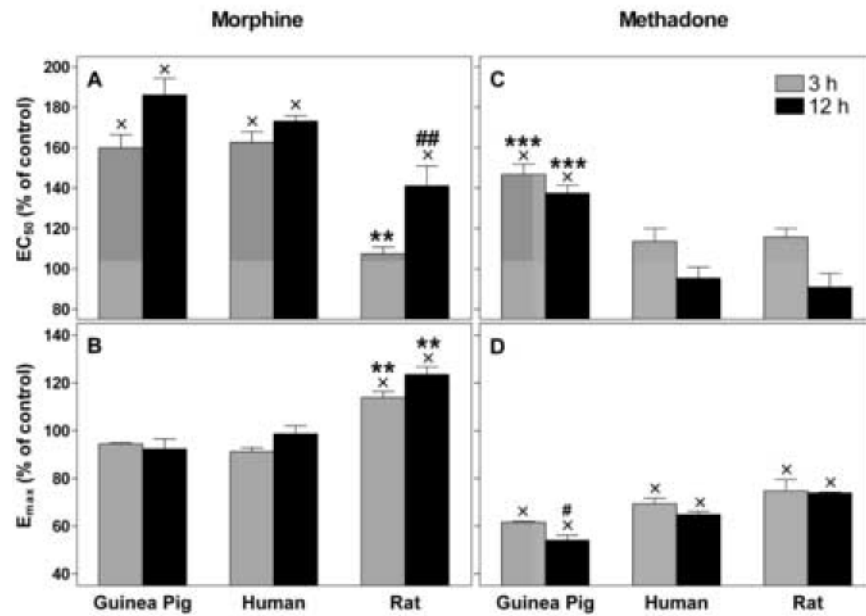 Morphine
Methadone
A
C
3 h
12 h
EC50 (% of control)
200
180
160
140
120
100
80
×
×
×
×
**
##
×
***
×
***
×
B
D
Emax (% of control)
140
120
100
80
60
40
**
×
**
×
×
#
×
×
×
×
×
Guinea Pig
Human
Rat
Guinea Pig
Human
Rat